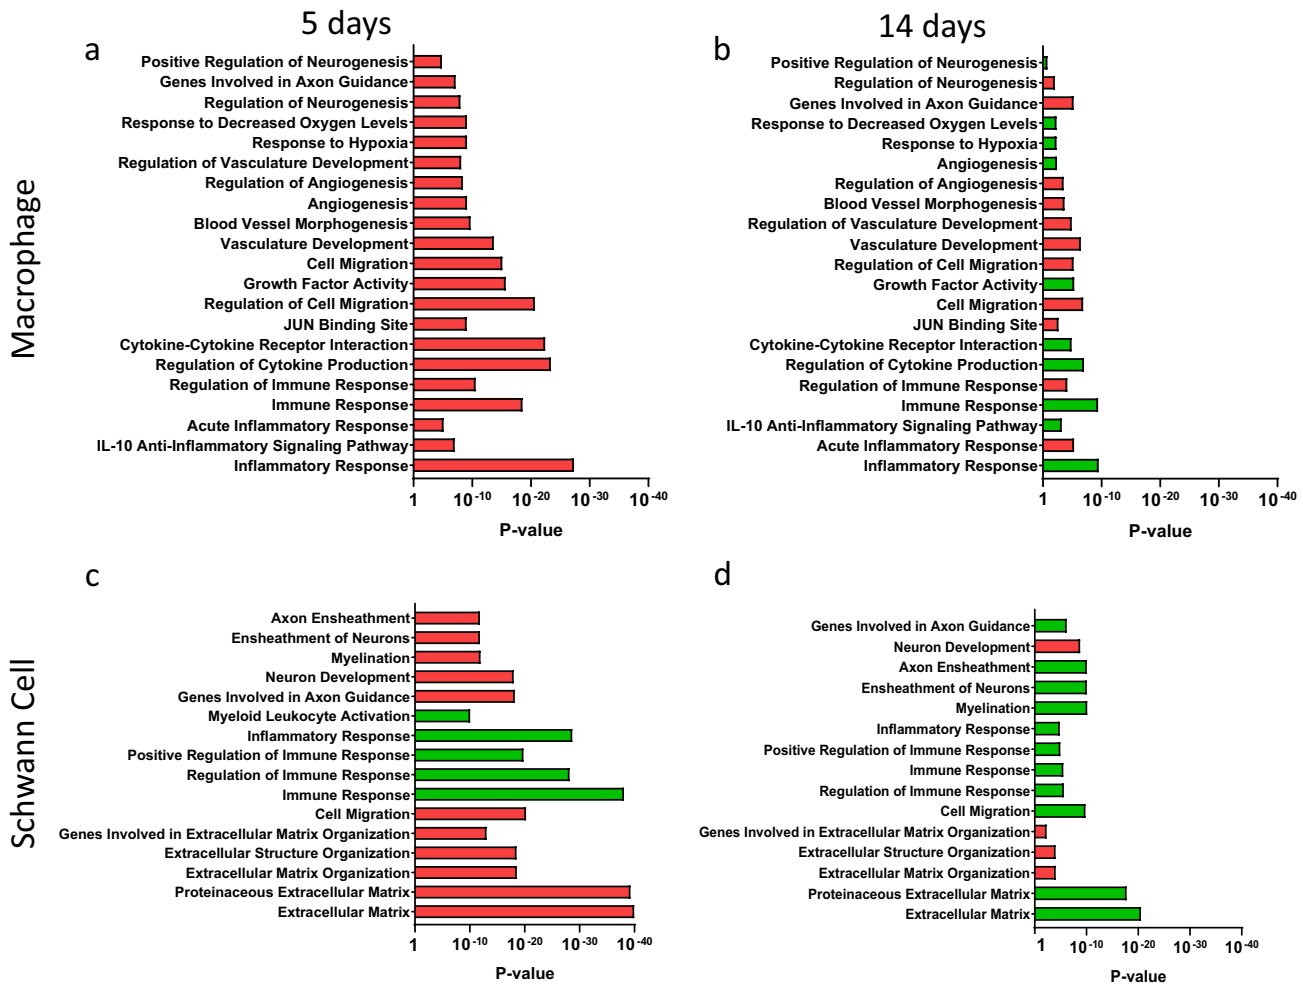 5 days
14 days
Macrophage
Schwann Cell
a
Positive Regulation of Neurogenesis
Genes Involved in Axon Guidance
Regulation of Neurogenesis
Response to Decreased Oxygen Levels
Response to Hypoxia
Regulation of Vasculature Development
Regulation of Angiogenesis
Angiogenesis
Blood Vessel Morphogenesis
Vasculature Development
Cell Migration
Growth Factor Activity
Regulation of Cell Migration
JUN Binding Site
Cytokine-Cytokine Receptor Interaction
Regulation of Cytokine Production
Regulation of Immune Response
Immune Response
Acute Inflammatory Response
IL-10 Anti-Inflammatory Signaling Pathway
Inflammatory Response
1 10-10 10-20 10-30 10-40
P-value
b
Positive Regulation of Neurogenesis
Regulation of Neurogenesis
Genes Involved in Axon Guidance
Response to Decreased Oxygen Levels
Response to Hypoxia
Angiogenesis
Regulation of Angiogenesis
Blood Vessel Morphogenesis
Regulation of Vasculature Development
Vasculature Development
Regulation of Cell Migration
Growth Factor Activity
Cell Migration
JUN Binding Site
Cytokine-Cytokine Receptor Interaction
Regulation of Cytokine Production
Regulation of Immune Response
Immune Response
IL-10 Anti-Inflammatory Signaling Pathway
Acute Inflammatory Response
Inflammatory Response
1 10-10 10-20 10-30 10-40
P-value
c
Axon Ensheathment
Ensheathment of Neurons
Myelination
Neuron Development
Genes Involved in Axon Guidance
Myeloid Leukocyte Activation
Inflammatory Response
Positive Regulation of Immune Response
Regulation of Immune Response
Immune Response
Cell Migration
Genes Involved in Extracellular Matrix Organization
Extracellular Structure Organization
Extracellular Matrix Organization
Proteinaceous Extracellular Matrix
Extracellular Matrix
1 10-10 10-20 10-30 10-40
P-value
d
Genes Involved in Axon Guidance
Neuron Development
Axon Ensheathment
Ensheathment of Neurons
Myelination
Inflammatory Response
Positive Regulation of Immune Response
Immune Response
Regulation of Immune Response
Cell Migration
Genes Involved in Extracellular Matrix Organization
Extracellular Structure Organization
Extracellular Matrix Organization
Proteinaceous Extracellular Matrix
Extracellular Matrix
1 10-10 10-20 10-30 10-40
P-value